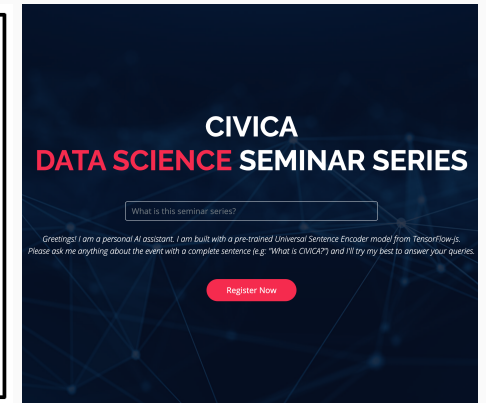 CIVICA
DATA SCIENCE SEMINAR SERIES
What is this seminar series?
Greetings! I am a personal AI assistant. I am built with a pre-trained Universal Sentence Encoder model from TensorFlow-js.
Please ask me anything about the event with a complete sentence (e.g: "What is CIVICA?") and I'll try my best to answer your queries.
Register Now